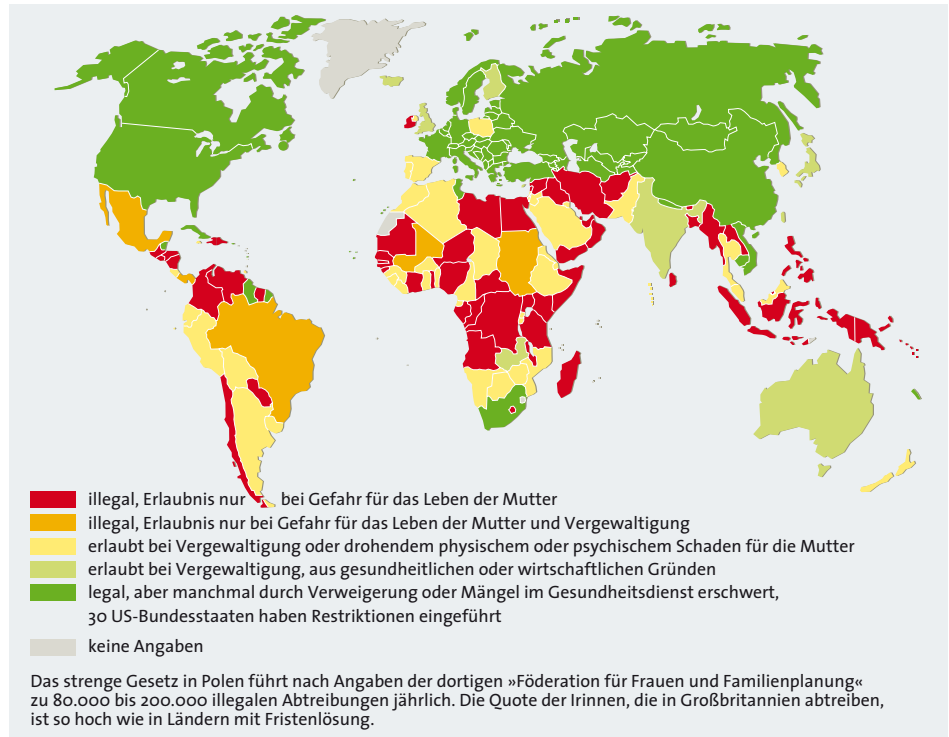 illegal, Erlaubnis nur bei Gefahr für das Leben der Mutter
illegal, Erlaubnis nur bei Gefahr für das Leben der Mutter und Vergewaltigung
erlaubt bei Vergewaltigung oder drohendem physischem oder psychischem Schaden für die Mutter
erlaubt bei Vergewaltigung, aus gesundheitlichen oder wirtschaftlichen Gründen
legal, aber manchmal durch Verweigerung oder Mängel im Gesundheitsdienst erschwert,
30 US-Bundesstaaten haben Restriktionen eingeführt
keine Angaben
Das strenge Gesetz in Polen führt nach Angaben der dortigen »Föderation für Frauen und Familienplanung«
zu 80.000 bis 200.000 illegalen Abtreibungen jährlich. Die Quote der Irinnen, die in Großbritannien abtreiben,
ist so hoch wie in Ländern mit Fristenlösung.